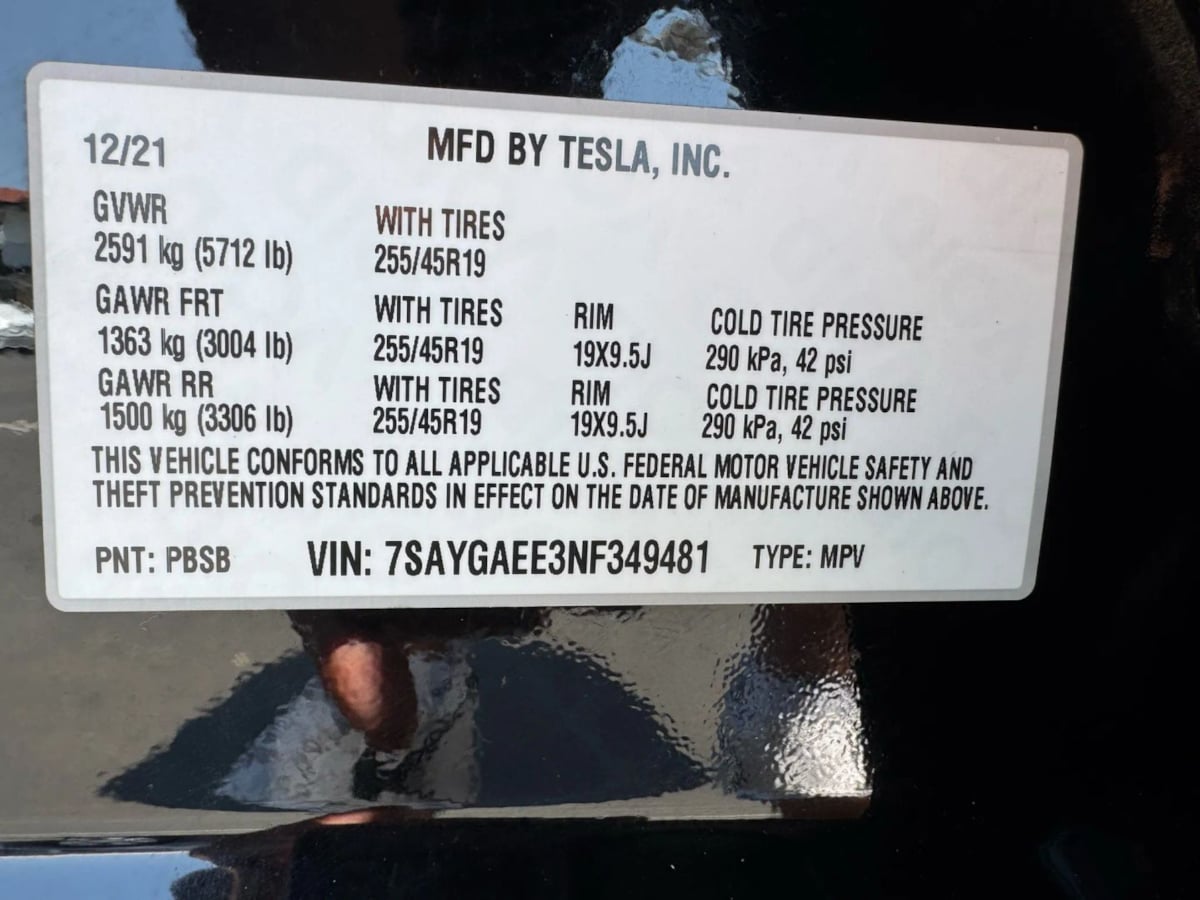 12/21 MFD BY TESLA, INC.
GVWR WITH TIRES
2591 kg (5712 lb) 255/45R19
GAWR FRT WITH TIRES RIM COLD TIRE PRESSURE
1363 kg (3004 lb) 255/45R19 19X9.5J 290 kPa, 42 psi
GAWR RR WITH TIRES RIM COLD TIRE PRESSURE
1500 kg (3306 lb) 255/45R19 19X9.5J 290 kPa, 42 psi
THIS VEHICLE CONFORMS TO ALL APPLICABLE U.S. FEDERAL MOTOR VEHICLE SAFETY AND
THEFT PREVENTION STANDARDS IN EFFECT ON THE DATE OF MANUFACTURE SHOWN ABOVE.
PNT: PBSB VIN: 7SAYGAEE3NF349481 TYPE: MPV